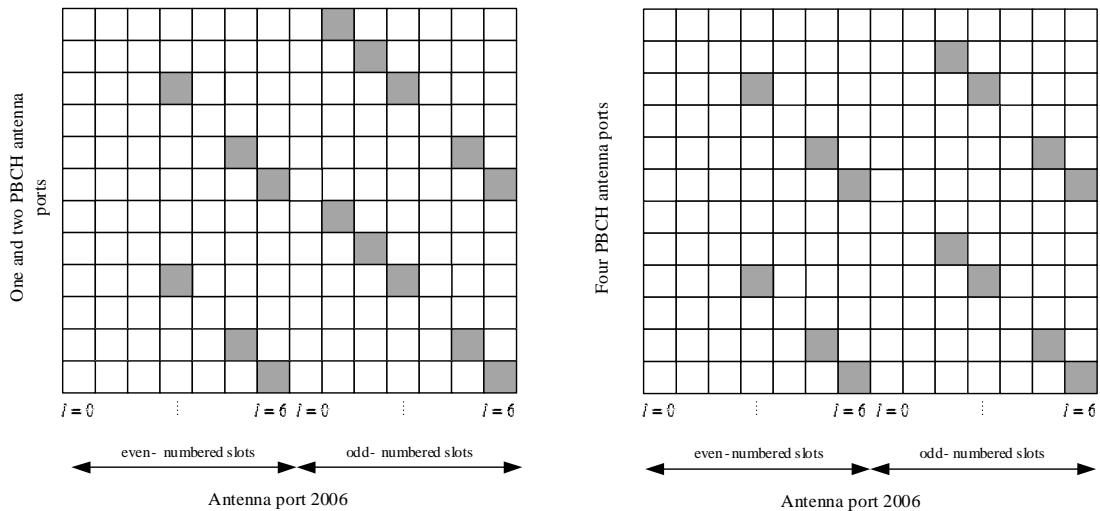 One and two PBCH antenna
ports
l = 0
⋮
l = 6
l = 0
⋮
l = 6
even- numbered slots
odd- numbered slots
Antenna port 2006
Four PBCH antenna ports
l = 0
⋮
l = 6
l = 0
⋮
l = 6
even-numbered slots
odd-numbered slots
Antenna port 2006